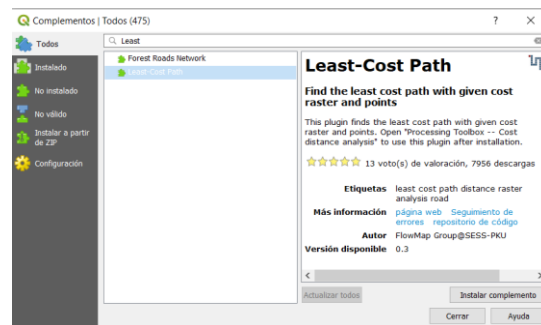 Complementos | Todos (475)
? ×
Todos
Least
Instalado
No instalado
No válido
Instalar a partir
de ZIP
Configuración
Forest Roads Network
Least-Cost Path
Least-Cost Path
Find the least cost path with given cost
raster and points
This plugin finds the least cost path with given cost
raster and points. Open "Processing Toolbox -- Cost
distance analysis" to use this plugin after installation.
13 voto(s) de valoración, 7956 descargas
Etiquetas least cost path distance raster
analysis road
Más información página web Seguimiento de
errores repositorio de código
Autor FlowMap Group@SESS-PKU
Versión disponible 0.3
Actualizar todos
Instalar complemento
Cerrar
Ayuda